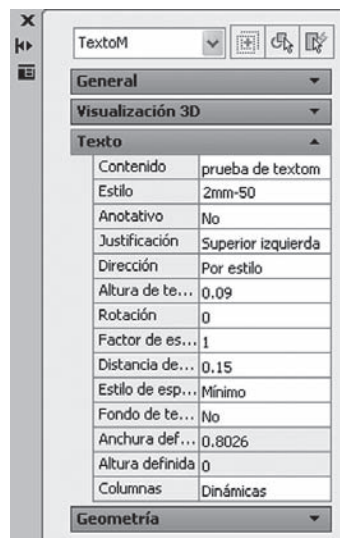 TextoM
General
Visualización 3D
Texto
Contenido prueba de textom
Estilo 2mm-50
Anotativo No
Justificación Superior izquierda
Dirección Por estilo
Altura de te... 0.09
Rotación 0
Factor de es... 1
Distancia de... 0.15
Estilo de esp... Mínimo
Fondo de te... No
Anchura def... 0.8026
Altura definida 0
Columnas Dinámicas
Geometría